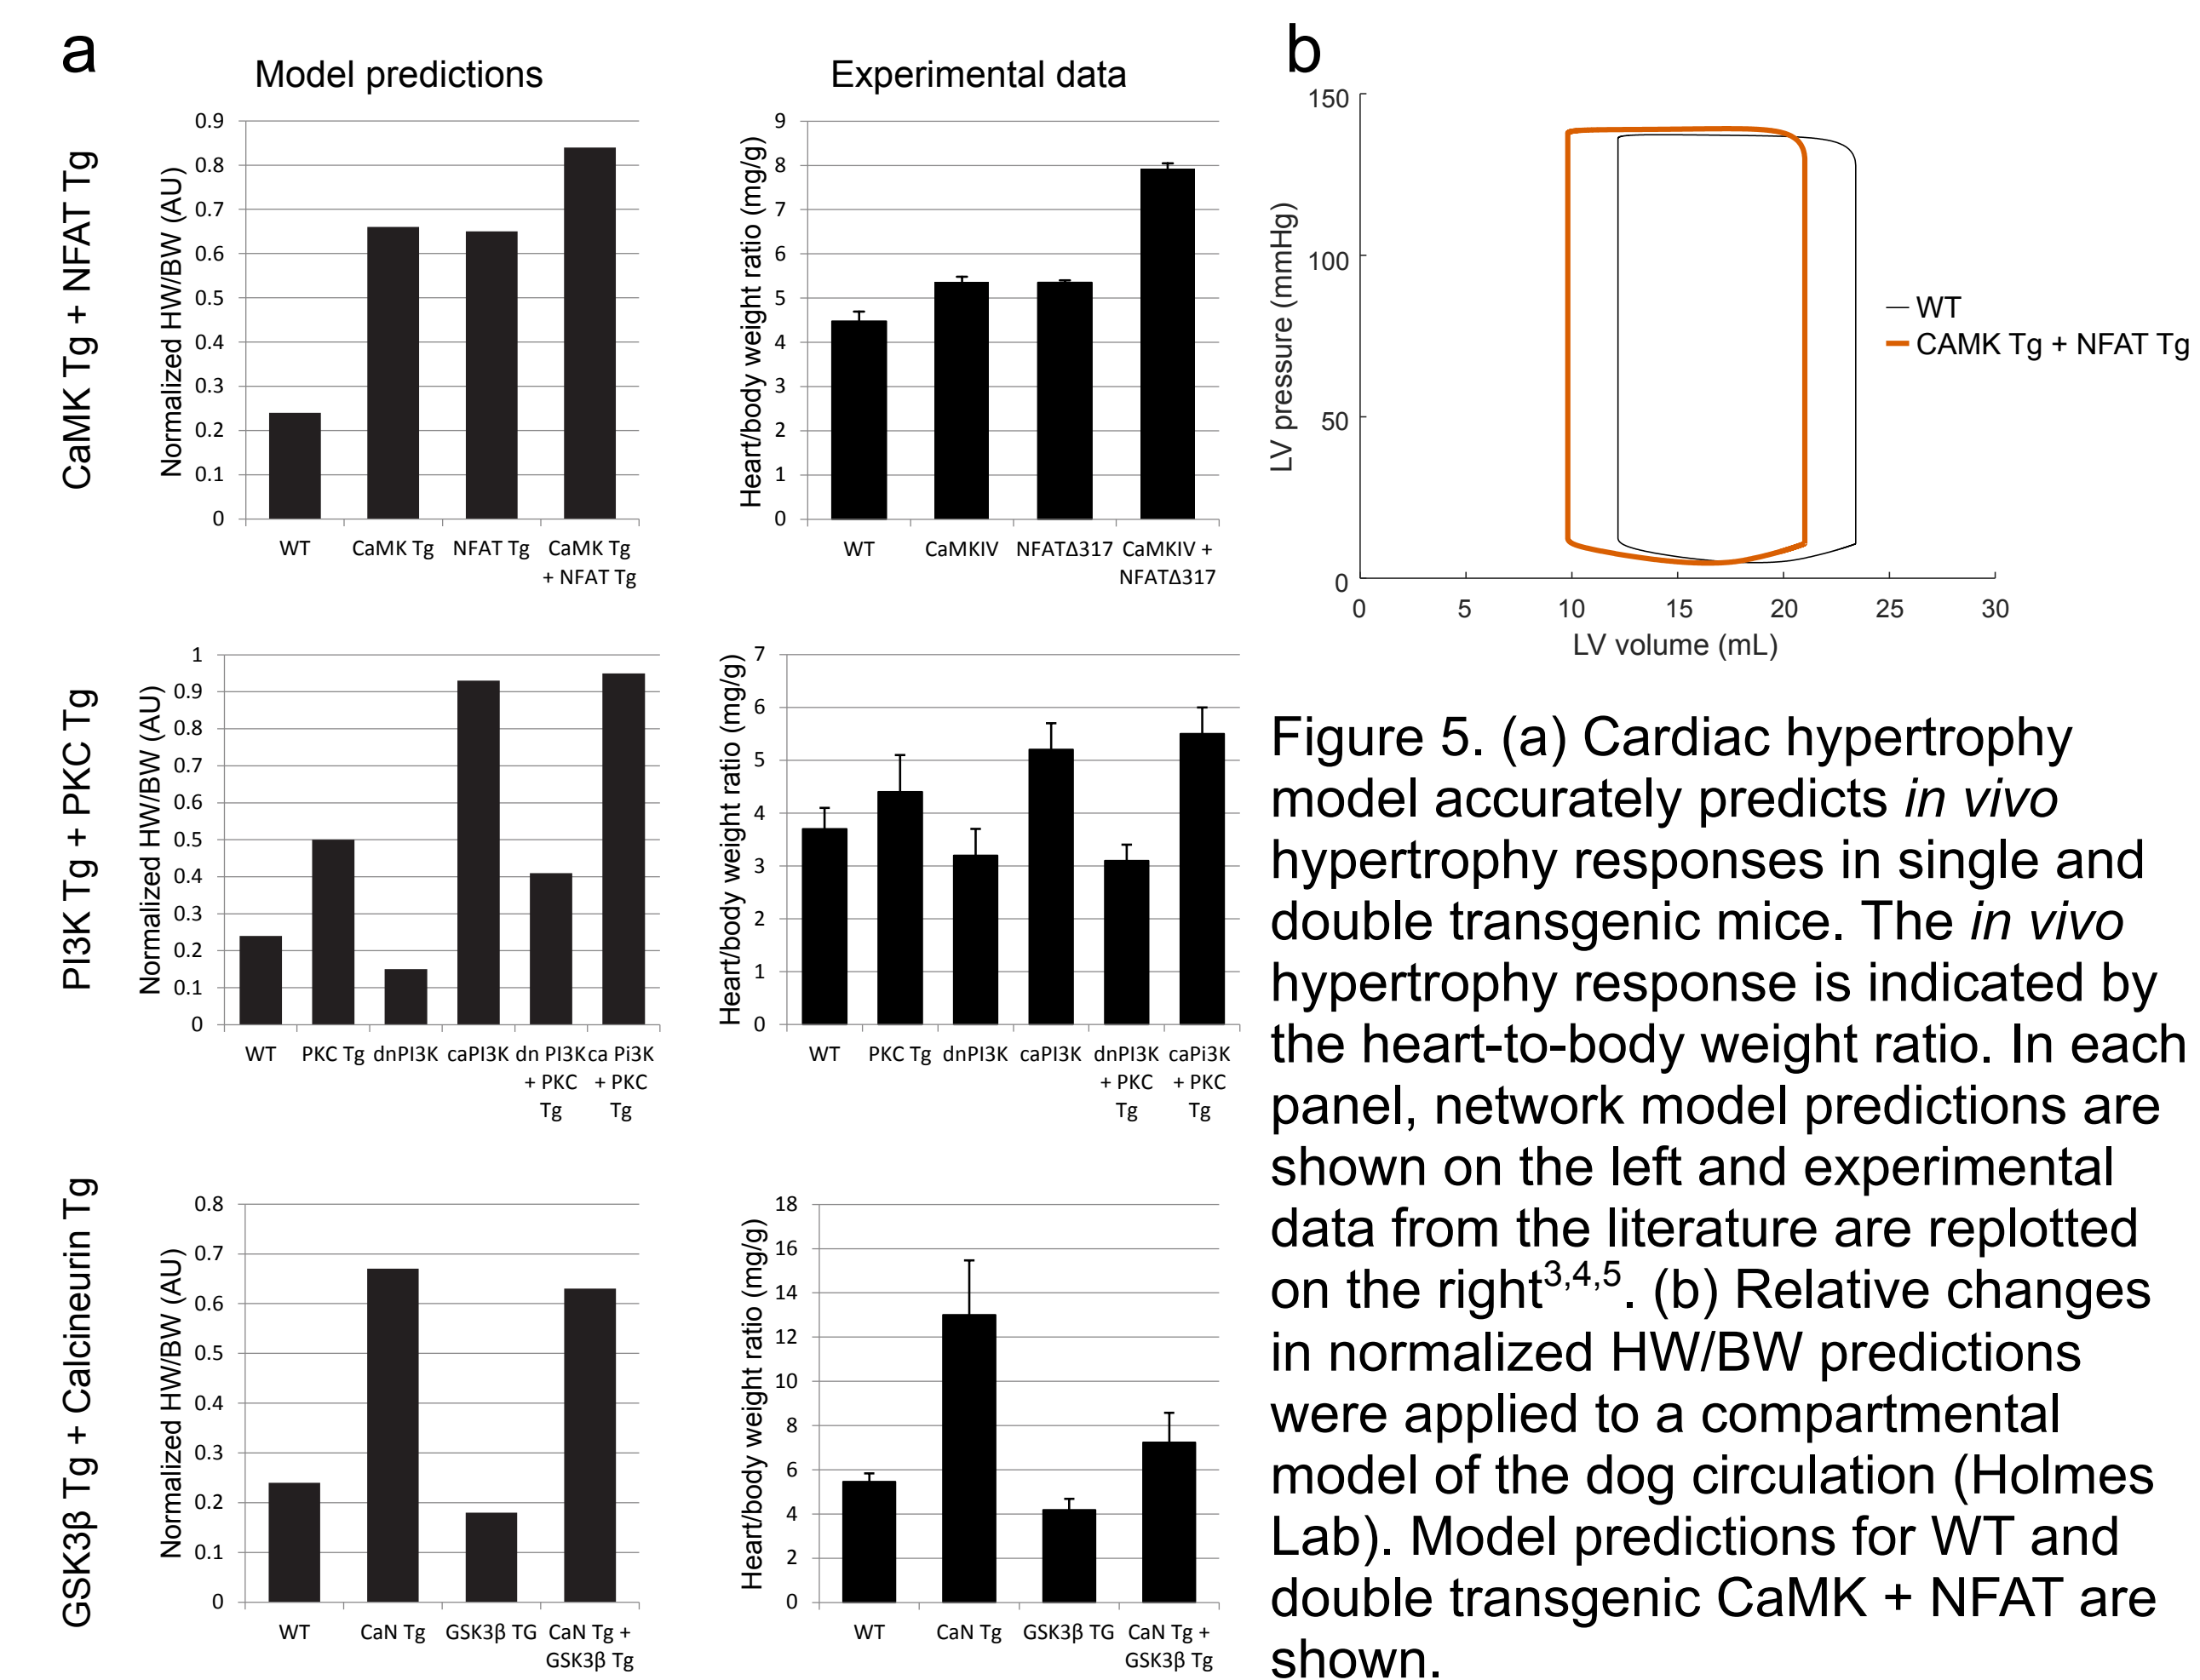 a
Model predictions
Experimental data
CaMK Tg + NFAT Tg
Normalized HW/BW (AU)
0.9
0.8
0.7
0.6
0.5
0.4
0.3
0.2
0.1
0
WT CaMK Tg NFAT Tg CaMK Tg
+ NFAT Tg
Heart/body weight ratio (mg/g)
9
8
7
6
5
4
3
2
1
0
WT CaMKIV NFATΔ317 CaMKIV +
NFATΔ317
PI3K Tg + PKC Tg
Normalized HW/BW (AU)
1
0.9
0.8
0.7
0.6
0.5
0.4
0.3
0.2
0.1
0
WT PKC Tg dnPI3K caPI3K dn PI3K ca Pi3K
+ PKC + PKC
Tg Tg
Heart/body weight ratio (mg/g)
7
6
5
4
3
2
1
0
WT PKC Tg dnPI3K caPI3K dnPI3K caPi3K
+ PKC + PKC
Tg Tg
GSK3β Tg + Calcineurin Tg
Normalized HW/BW (AU)
0.8
0.7
0.6
0.5
0.4
0.3
0.2
0.1
0
WT CaN Tg GSK3β TG CaN Tg +
GSK3β Tg
Heart/body weight ratio (mg/g)
18
16
14
12
10
8
6
4
2
0
WT CaN Tg GSK3β TG CaN Tg +
GSK3β Tg
b
LV pressure (mmHg)
150
100
50
0
0 5 10 15 20 25 30
LV volume (mL)
WT
CAMK Tg + NFAT Tg
Figure 5. (a) Cardiac hypertrophy
model accurately predicts in vivo
hypertrophy responses in single and
double transgenic mice. The in vivo
hypertrophy response is indicated by
the heart-to-body weight ratio. In each
panel, network model predictions are
shown on the left and experimental
data from the literature are replotted
on the right3,4,5. (b) Relative changes
in normalized HW/BW predictions
were applied to a compartmental
model of the dog circulation (Holmes
Lab). Model predictions for WT and
double transgenic CaMK + NFAT are
shown.